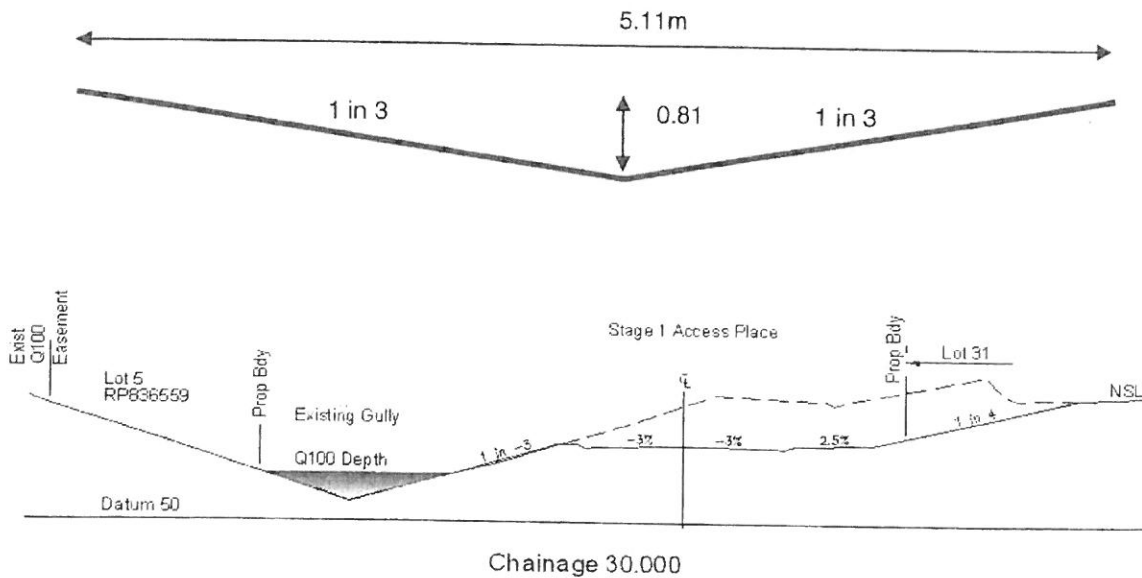 5.11m
1 in 3
0.81
1 in 3
Exist
Q100
Easement
Lot 5
RP836559
Prop Bdy
Existing Gully
Q100 Depth
1 in -3
Stage 1 Access Place
℄
-3%
-3%
2.5%
Prop Bdy
Lot 31
1 in 4
NSL
Datum 50
Chainage 30.000